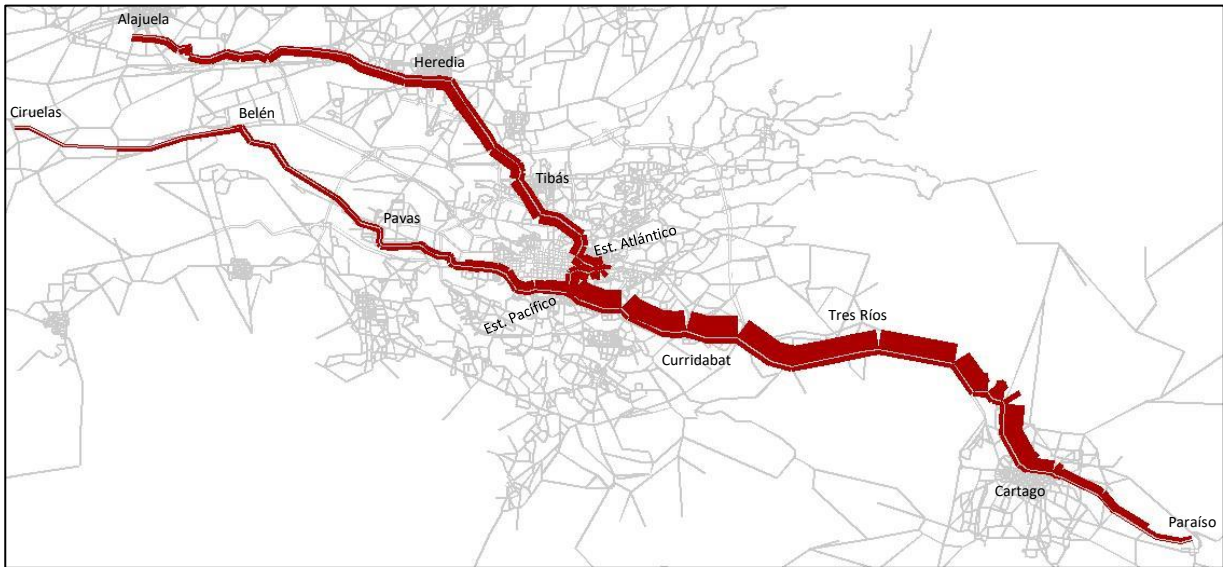 Alajuela
Heredia
Ciruelas
Belén
Tibás
Pavas
Est. Atlántico
Est. Pacífico
Tres Ríos
Curridabat
Cartago
Paraíso